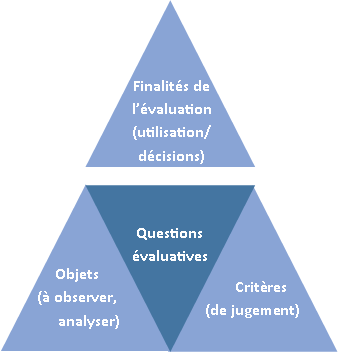 Finalités de
l'évaluation
(utilisation/
décisions)
Questions
évaluatives
Objets
(à observer,
analyser)
Critères
(de jugement)